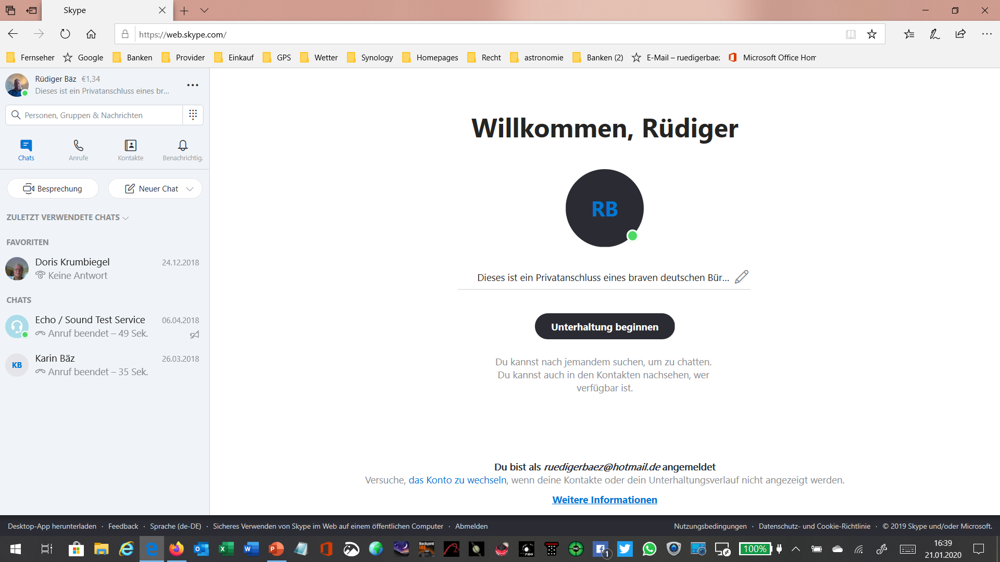 Skype
https://web.skype.com/
Fernseher Google Banken Provider Einkauf GPS Wetter Synology Homepages Recht astronomie Banken (2) E-Mail – ruedigerbaez Microsoft Office Hom
Rüdiger Bäz €1,34
Dieses ist ein Privatanschluss eines br...
Personen, Gruppen & Nachrichten
Chats Anrufe Kontakte Benachrichtig.
Besprechung Neuer Chat
ZULETZT VERWENDETE CHATS
FAVORITEN
Doris Krumbiegel 24.12.2018
Keine Antwort
CHATS
Echo / Sound Test Service 06.04.2018
Anruf beendet – 49 Sek.
KB
Karin Bäz 26.03.2018
Anruf beendet – 35 Sek.
Willkommen, Rüdiger
RB
Dieses ist ein Privatanschluss eines braven deutschen Bür...
Unterhaltung beginnen
Du kannst nach jemandem suchen, um zu chatten.
Du kannst auch in den Kontakten nachsehen, wer
verfügbar ist.
Du bist als ruedigerbaez@hotmail.de angemeldet
Versuche, das Konto zu wechseln, wenn deine Kontakte oder dein Unterhaltungsverlauf nicht angezeigt werden.
Weitere Informationen
Desktop-App herunterladen · Feedback · Sprache (de-DE) · Sicheres Verwenden von Skype im Web auf einem öffentlichen Computer · Abmelden
Nutzungsbedingungen · Datenschutz- und Cookie-Richtlinie · © 2019 Skype und/oder Microsoft.
Backyard
EOS
PRO
PHD
1
100%
16:39
21.01.2020